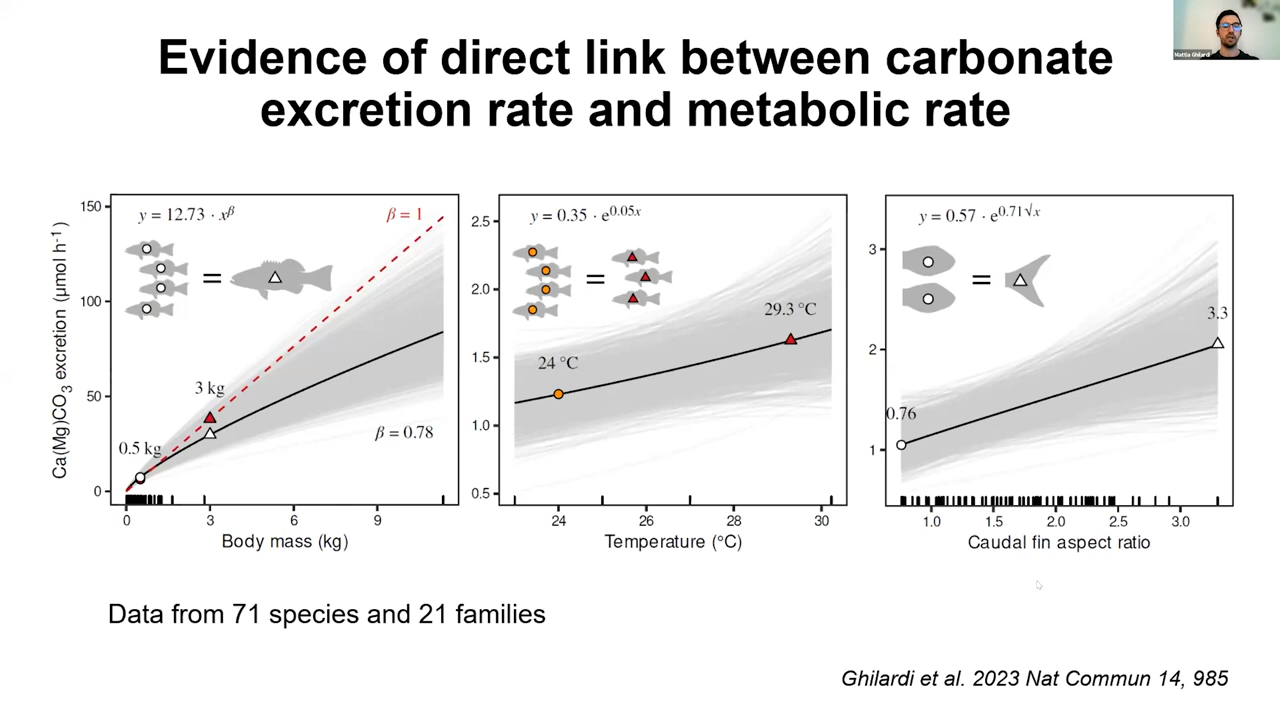 Evidence of direct link between carbonate
excretion rate and metabolic rate
Mattia Ghilardi
Ca(Mg)CO3 excretion (μmol h-1)
150
100
50
0
y = 12.73 · x^β
β = 1
3 kg
0.5 kg
β = 0.78
=
0
3
6
9
Body mass (kg)
2.5
2.0
1.5
1.0
0.5
y = 0.35 · e^0.05x
=
24 °C
29.3 °C
24
26
28
30
Temperature (°C)
3
2
1
y = 0.57 · e^0.71√x
=
3.3
0.76
1.0
1.5
2.0
2.5
3.0
Caudal fin aspect ratio
Data from 71 species and 21 families
Ghilardi et al. 2023 Nat Commun 14, 985